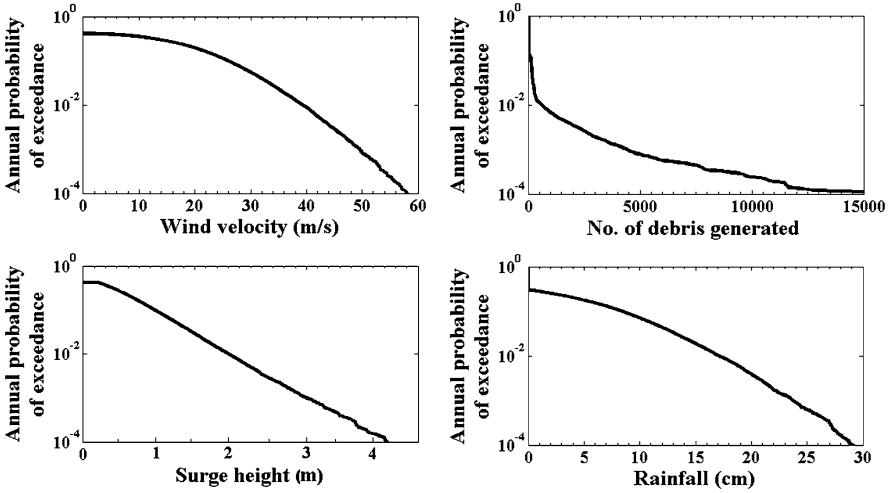 Annual probability
of exceedance
10^0
10^-2
10^-4
0 10 20 30 40 50 60
Wind velocity (m/s)
Annual probability
of exceedance
10^0
10^-2
10^-4
0 5000 10000 15000
No. of debris generated
Annual probability
of exceedance
10^0
10^-2
10^-4
0 1 2 3 4
Surge height (m)
Annual probability
of exceedance
10^0
10^-2
10^-4
0 5 10 15 20 25 30
Rainfall (cm)